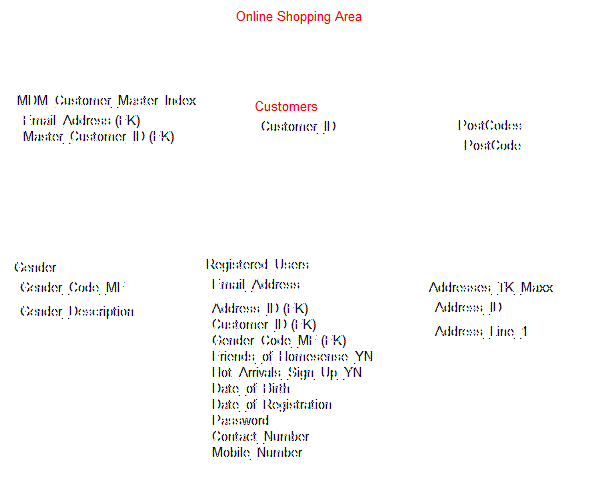 Online Shopping Area
MDM_Customer_Master_Index
Email_Address (FK)
Master_Customer_ID (FK)
Customers
Customer_ID
PostCodes
PostCode
Gender
Gender_Code_MF
Gender_Description
Registered_Users
Email_Address
Address_ID (FK)
Customer_ID (FK)
Gender_Code_MF (FK)
Friends_of_Homesense_YN
Hot_Arrivals_Sign_Up_YN
Date_of_Birth
Date_of_Registration
Password
Contact_Number
Mobile_Number
Addresses_TK_Maxx
Address_ID
Address_Line_1